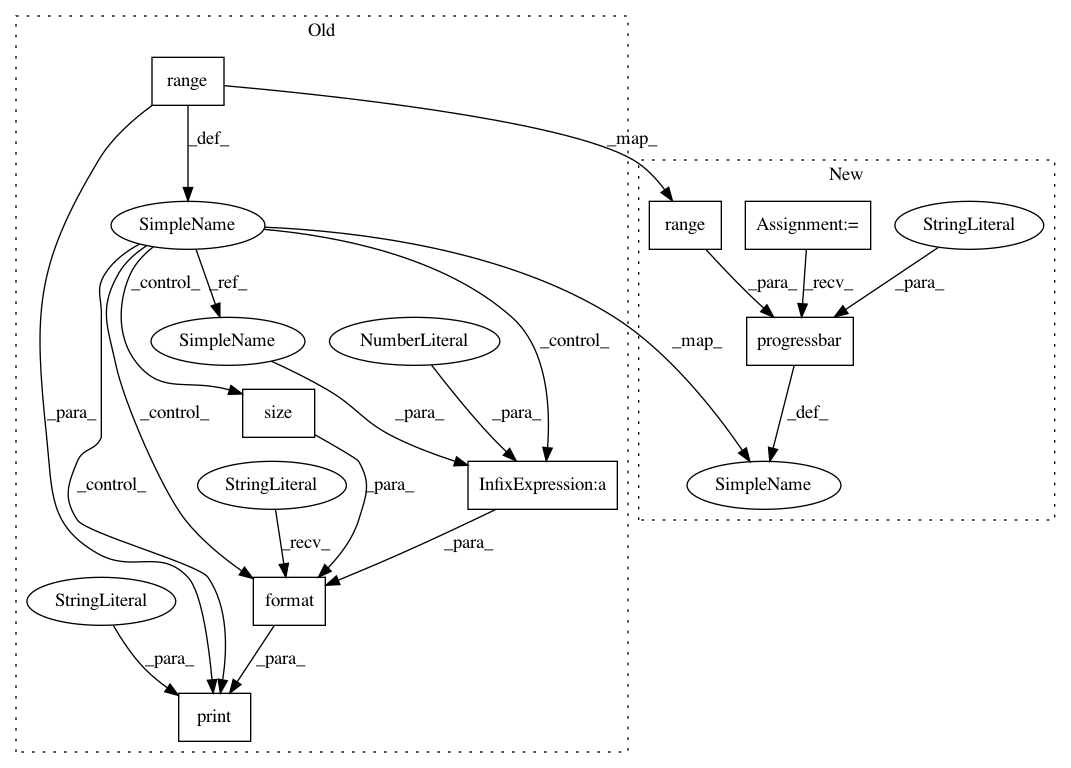 Old
range
_map_
_def_
New
SimpleName
range
Assignment:=
StringLiteral
_control_
_ref_
_para_
_recv_
_para_
SimpleName
NumberLiteral
_control_
_map_
progressbar
_para_
_control_
size
_para_
_para_
_def_
_control_
StringLiteral
_para_
InfixExpression:a
SimpleName
_recv_
_para_
StringLiteral
format
_para_
_para_
print